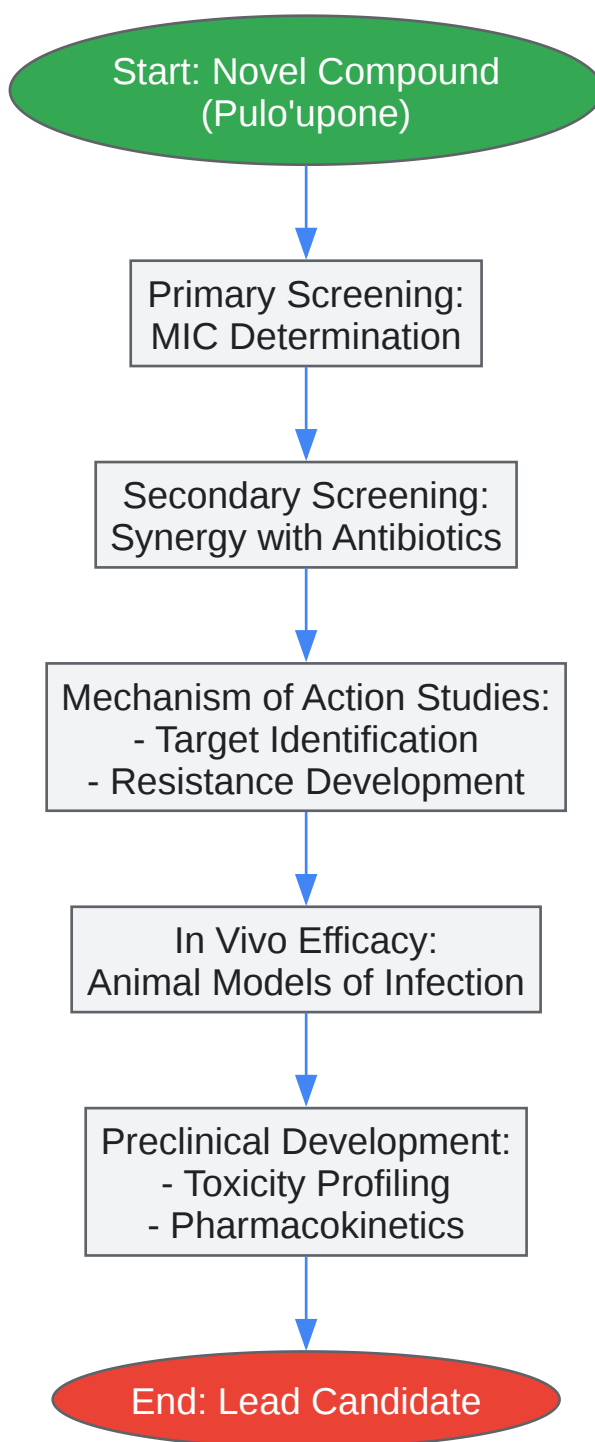 Start: Novel Compound
(Pulo'upone)
Primary Screening:
MIC Determination
Secondary Screening:
Synergy with Antibiotics
Mechanism of Action Studies:
- Target Identification
- Resistance Development
In Vivo Efficacy:
Animal Models of Infection
Preclinical Development:
- Toxicity Profiling
- Pharmacokinetics
End: Lead Candidate